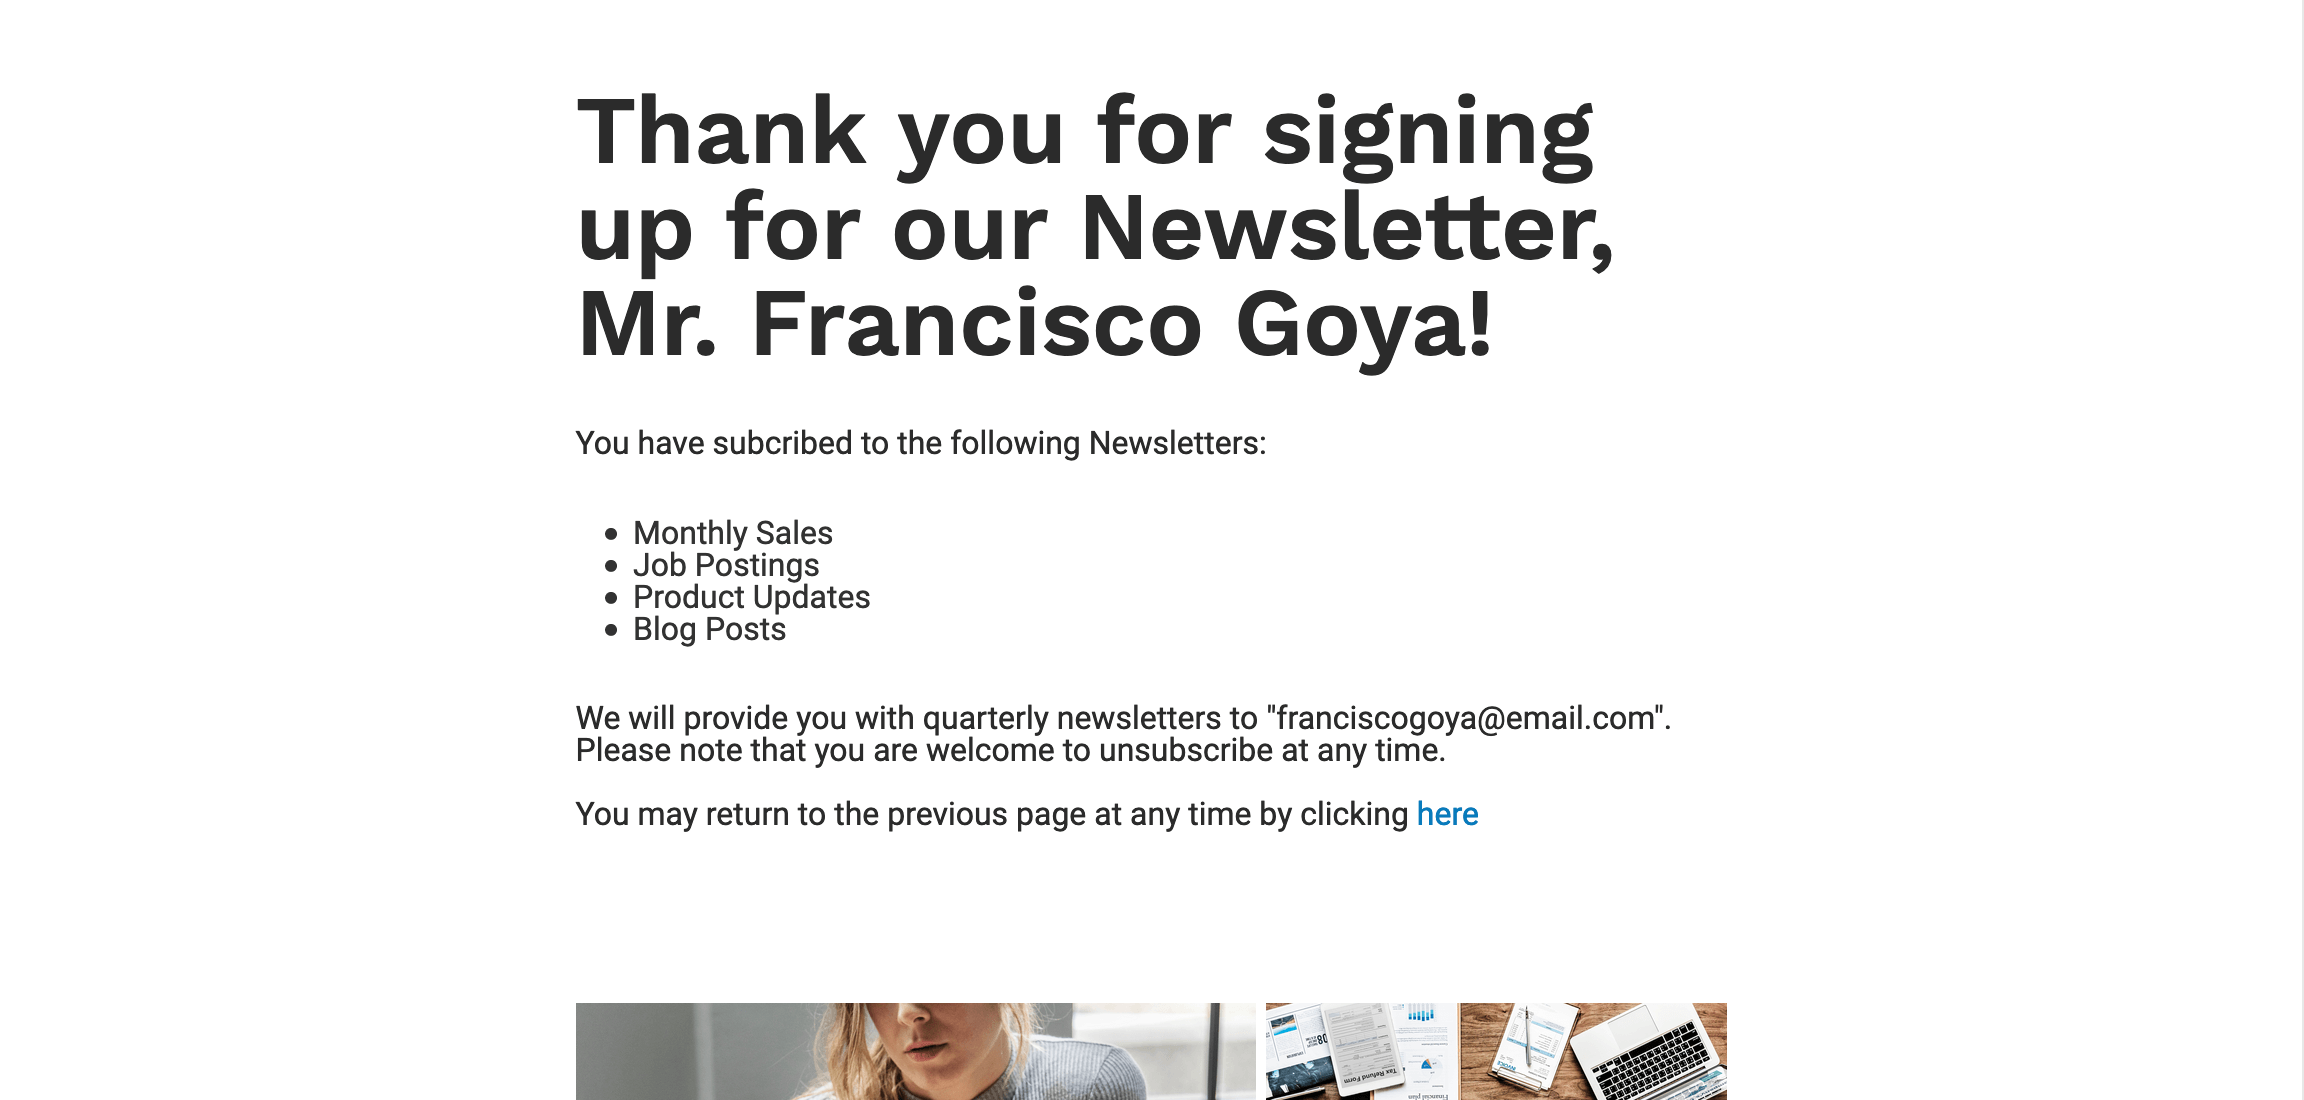 Thank you for signing
up for our Newsletter,
Mr. Francisco Goya!
You have subcribed to the following Newsletters:
Monthly Sales
Job Postings
Product Updates
Blog Posts
We will provide you with quarterly newsletters to "franciscogoya@email.com".
Please note that you are welcome to unsubscribe at any time.
You may return to the previous page at any time by clicking here
Tax Refund Form
Financial plan